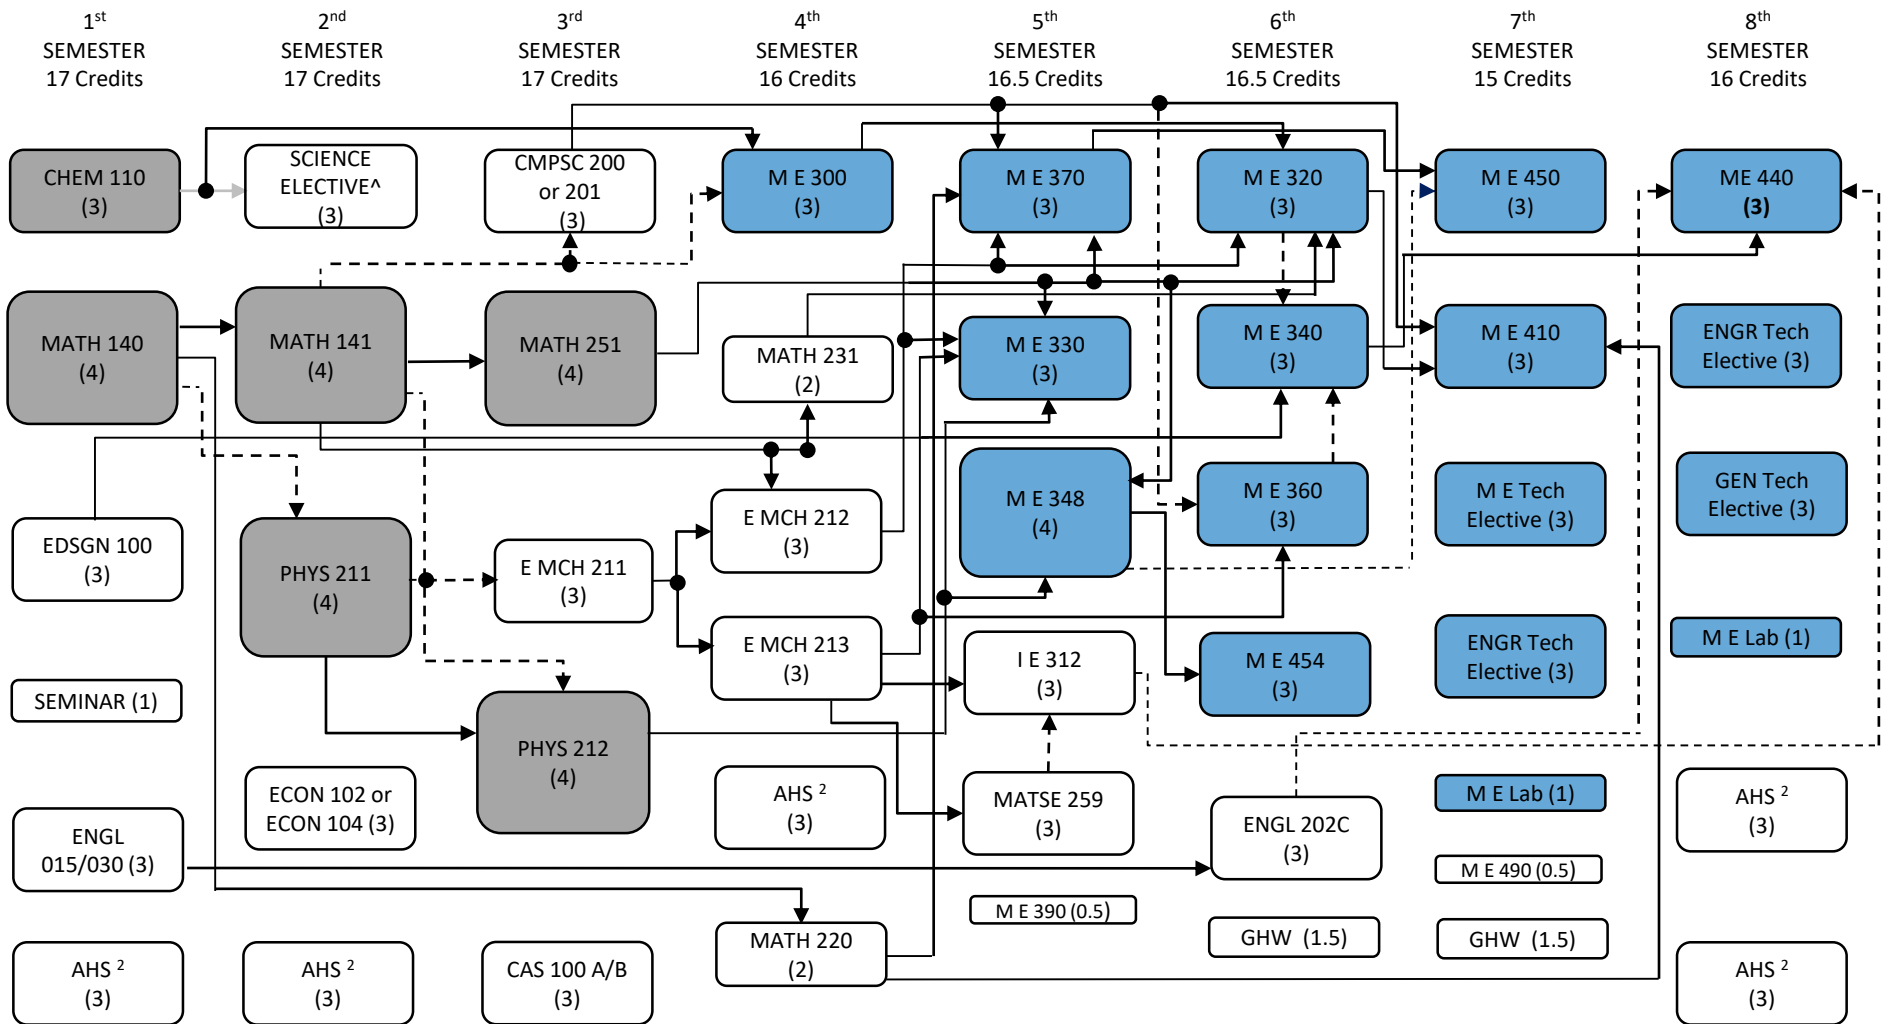 1st
SEMESTER
17 Credits
2nd
SEMESTER
17 Credits
3rd
SEMESTER
17 Credits
4th
SEMESTER
16 Credits
5th
SEMESTER
16.5 Credits
6th
SEMESTER
16.5 Credits
7th
SEMESTER
15 Credits
8th
SEMESTER
16 Credits
CHEM 110
(3)
MATH 140
(4)
EDSGN 100
(3)
SEMINAR (1)
ENGL
015/030 (3)
AHS 2
(3)
SCIENCE
ELECTIVE^
(3)
MATH 141
(4)
PHYS 211
(4)
ECON 102 or
ECON 104 (3)
AHS 2
(3)
CMPSC 200
or 201
(3)
MATH 251
(4)
E MCH 211
(3)
PHYS 212
(4)
CAS 100 A/B
(3)
M E 300
(3)
MATH 231
(2)
E MCH 212
(3)
E MCH 213
(3)
AHS 2
(3)
MATH 220
(2)
M E 370
(3)
M E 330
(3)
M E 348
(4)
I E 312
(3)
MATSE 259
(3)
M E 390 (0.5)
M E 320
(3)
M E 340
(3)
M E 360
(3)
M E 454
(3)
ENGL 202C
(3)
GHW (1.5)
M E 450
(3)
M E 410
(3)
M E Tech
Elective (3)
ENGR Tech
Elective (3)
M E Lab (1)
M E 490 (0.5)
GHW (1.5)
ME 440
(3)
ENGR Tech
Elective (3)
GEN Tech
Elective (3)
M E Lab (1)
AHS 2
(3)
AHS 2
(3)